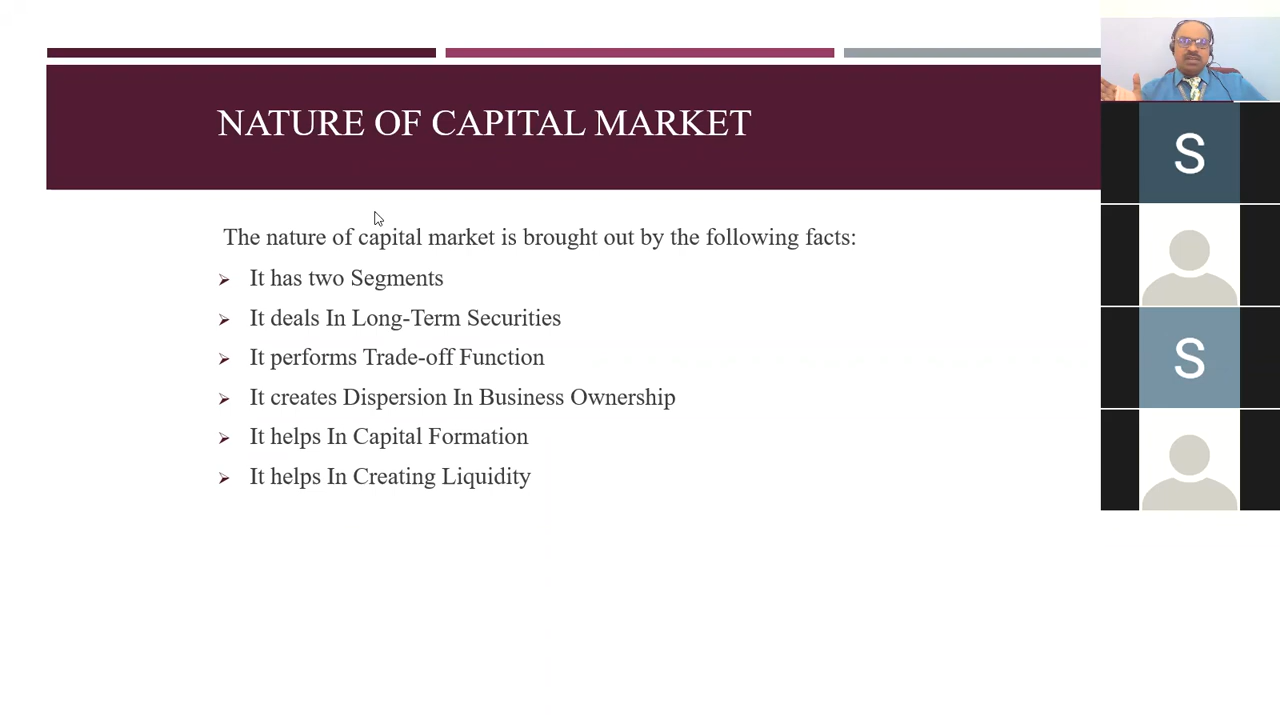 NATURE OF CAPITAL MARKET
The nature of capital market is brought out by the following facts:
It has two Segments
It deals In Long-Term Securities
It performs Trade-off Function
It creates Dispersion In Business Ownership
It helps In Capital Formation
It helps In Creating Liquidity
S
S